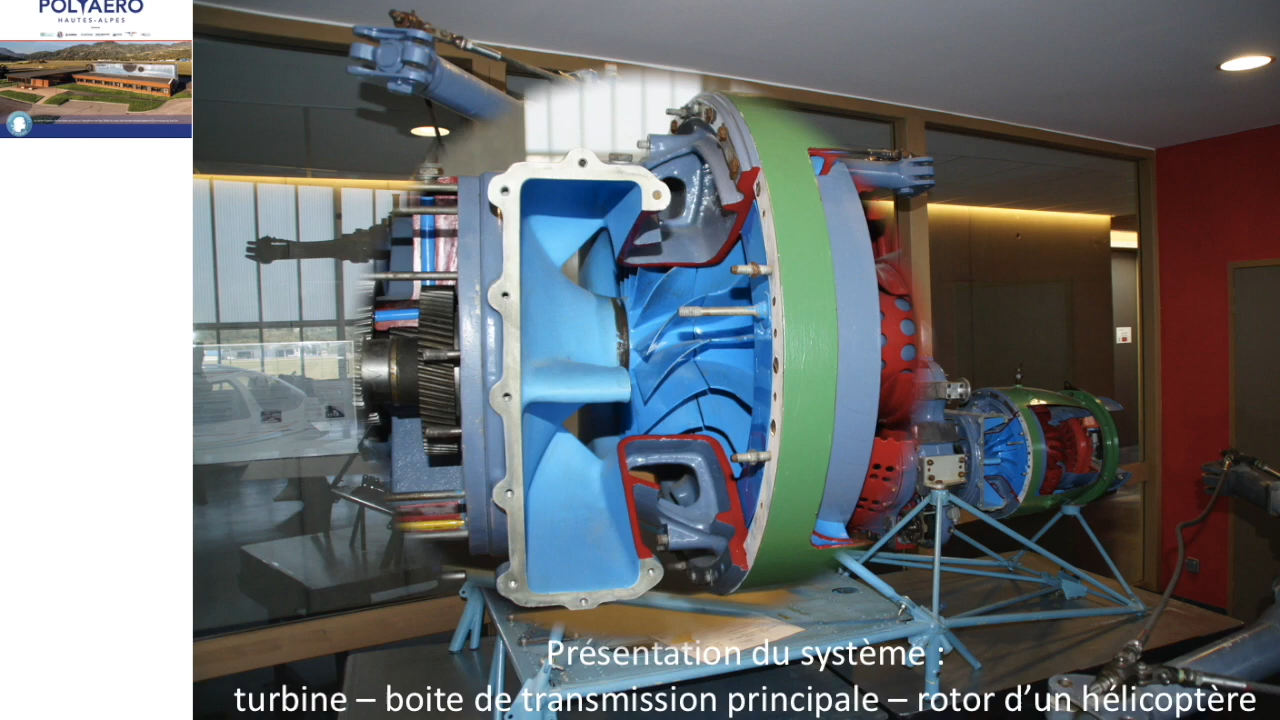 POLYAERO
HAUTES-ALPES
Présentation du système :
turbine – boite de transmission principale – rotor d'un hélicoptère